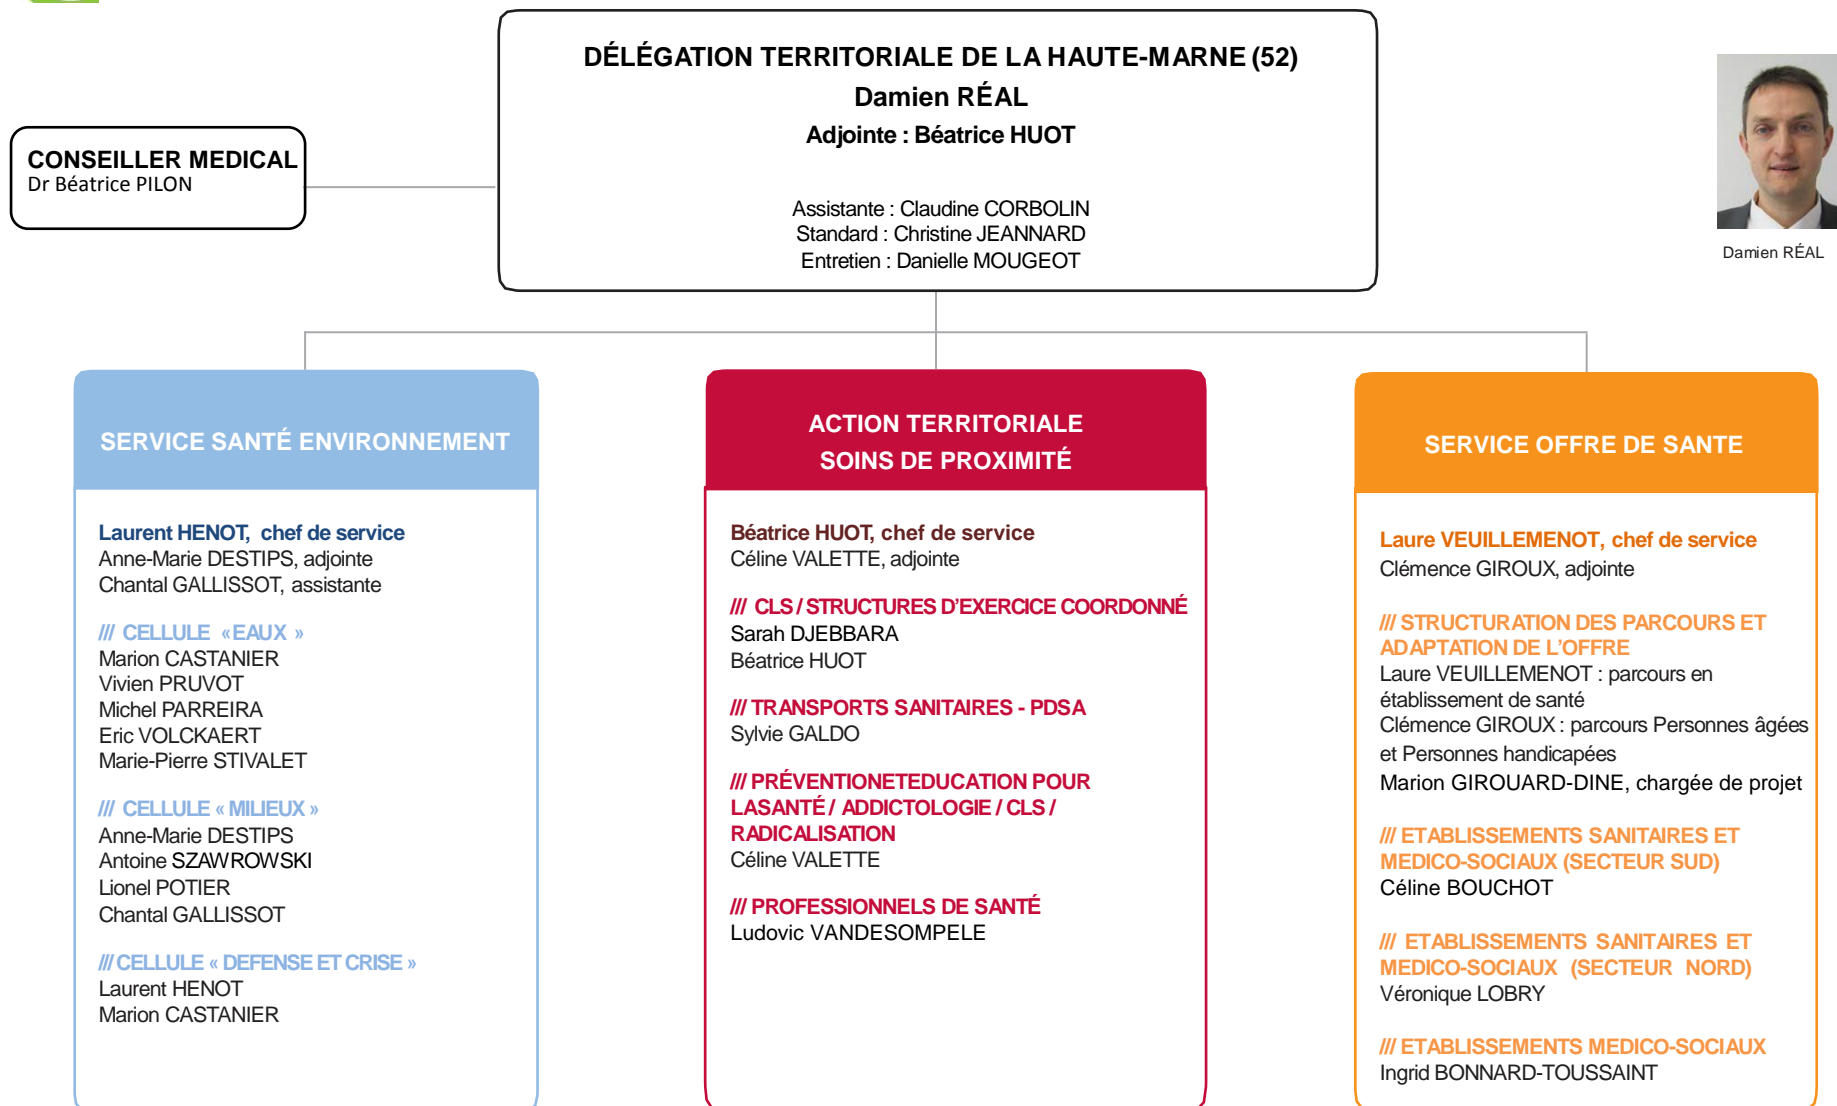 DÉLÉGATION TERRITORIALE DE LA HAUTE-MARNE (52)
Damien RÉAL
Adjointe : Béatrice HUOT
Assistante : Claudine CORBOLIN
Standard : Christine JEANNARD
Entretien : Danielle MOUGEOT
CONSEILLER MEDICAL
Dr Béatrice PILON
Damien RÉAL
SERVICE SANTÉ ENVIRONNEMENT
Laurent HENOT, chef de service
Anne-Marie DESTIPS, adjointe
Chantal GALLISSOT, assistante
/// CELLULE «EAUX »
Marion CASTANIER
Vivien PRUVOT
Michel PARREIRA
Eric VOLCKAERT
Marie-Pierre STIVALET
/// CELLULE « MILIEUX »
Anne-Marie DESTIPS
Antoine SZAWROWSKI
Lionel POTIER
Chantal GALLISSOT
/// CELLULE « DEFENSE ET CRISE »
Laurent HENOT
Marion CASTANIER
ACTION TERRITORIALE
SOINS DE PROXIMITÉ
Béatrice HUOT, chef de service
Céline VALETTE, adjointe
/// CLS / STRUCTURES D'EXERCICE COORDONNÉ
Sarah DJEBBARA
Béatrice HUOT
/// TRANSPORTS SANITAIRES - PDSA
Sylvie GALDO
/// PRÉVENTIONETEDUCATION POUR
LASANTÉ / ADDICTOLOGIE / CLS /
RADICALISATION
Céline VALETTE
/// PROFESSIONNELS DE SANTÉ
Ludovic VANDESOMPELE
SERVICE OFFRE DE SANTE
Laure VEUILLEMENOT, chef de service
Clémence GIROUX, adjointe
/// STRUCTURATION DES PARCOURS ET
ADAPTATION DE L'OFFRE
Laure VEUILLEMENOT : parcours en
établissement de santé
Clémence GIROUX : parcours Personnes âgées
et Personnes handicapées
Marion GIROUARD-DINE, chargée de projet
/// ETABLISSEMENTS SANITAIRES ET
MEDICO-SOCIAUX (SECTEUR SUD)
Céline BOUCHOT
/// ETABLISSEMENTS SANITAIRES ET
MEDICO-SOCIAUX (SECTEUR NORD)
Véronique LOBRY
/// ETABLISSEMENTS MEDICO-SOCIAUX
Ingrid BONNARD-TOUSSAINT